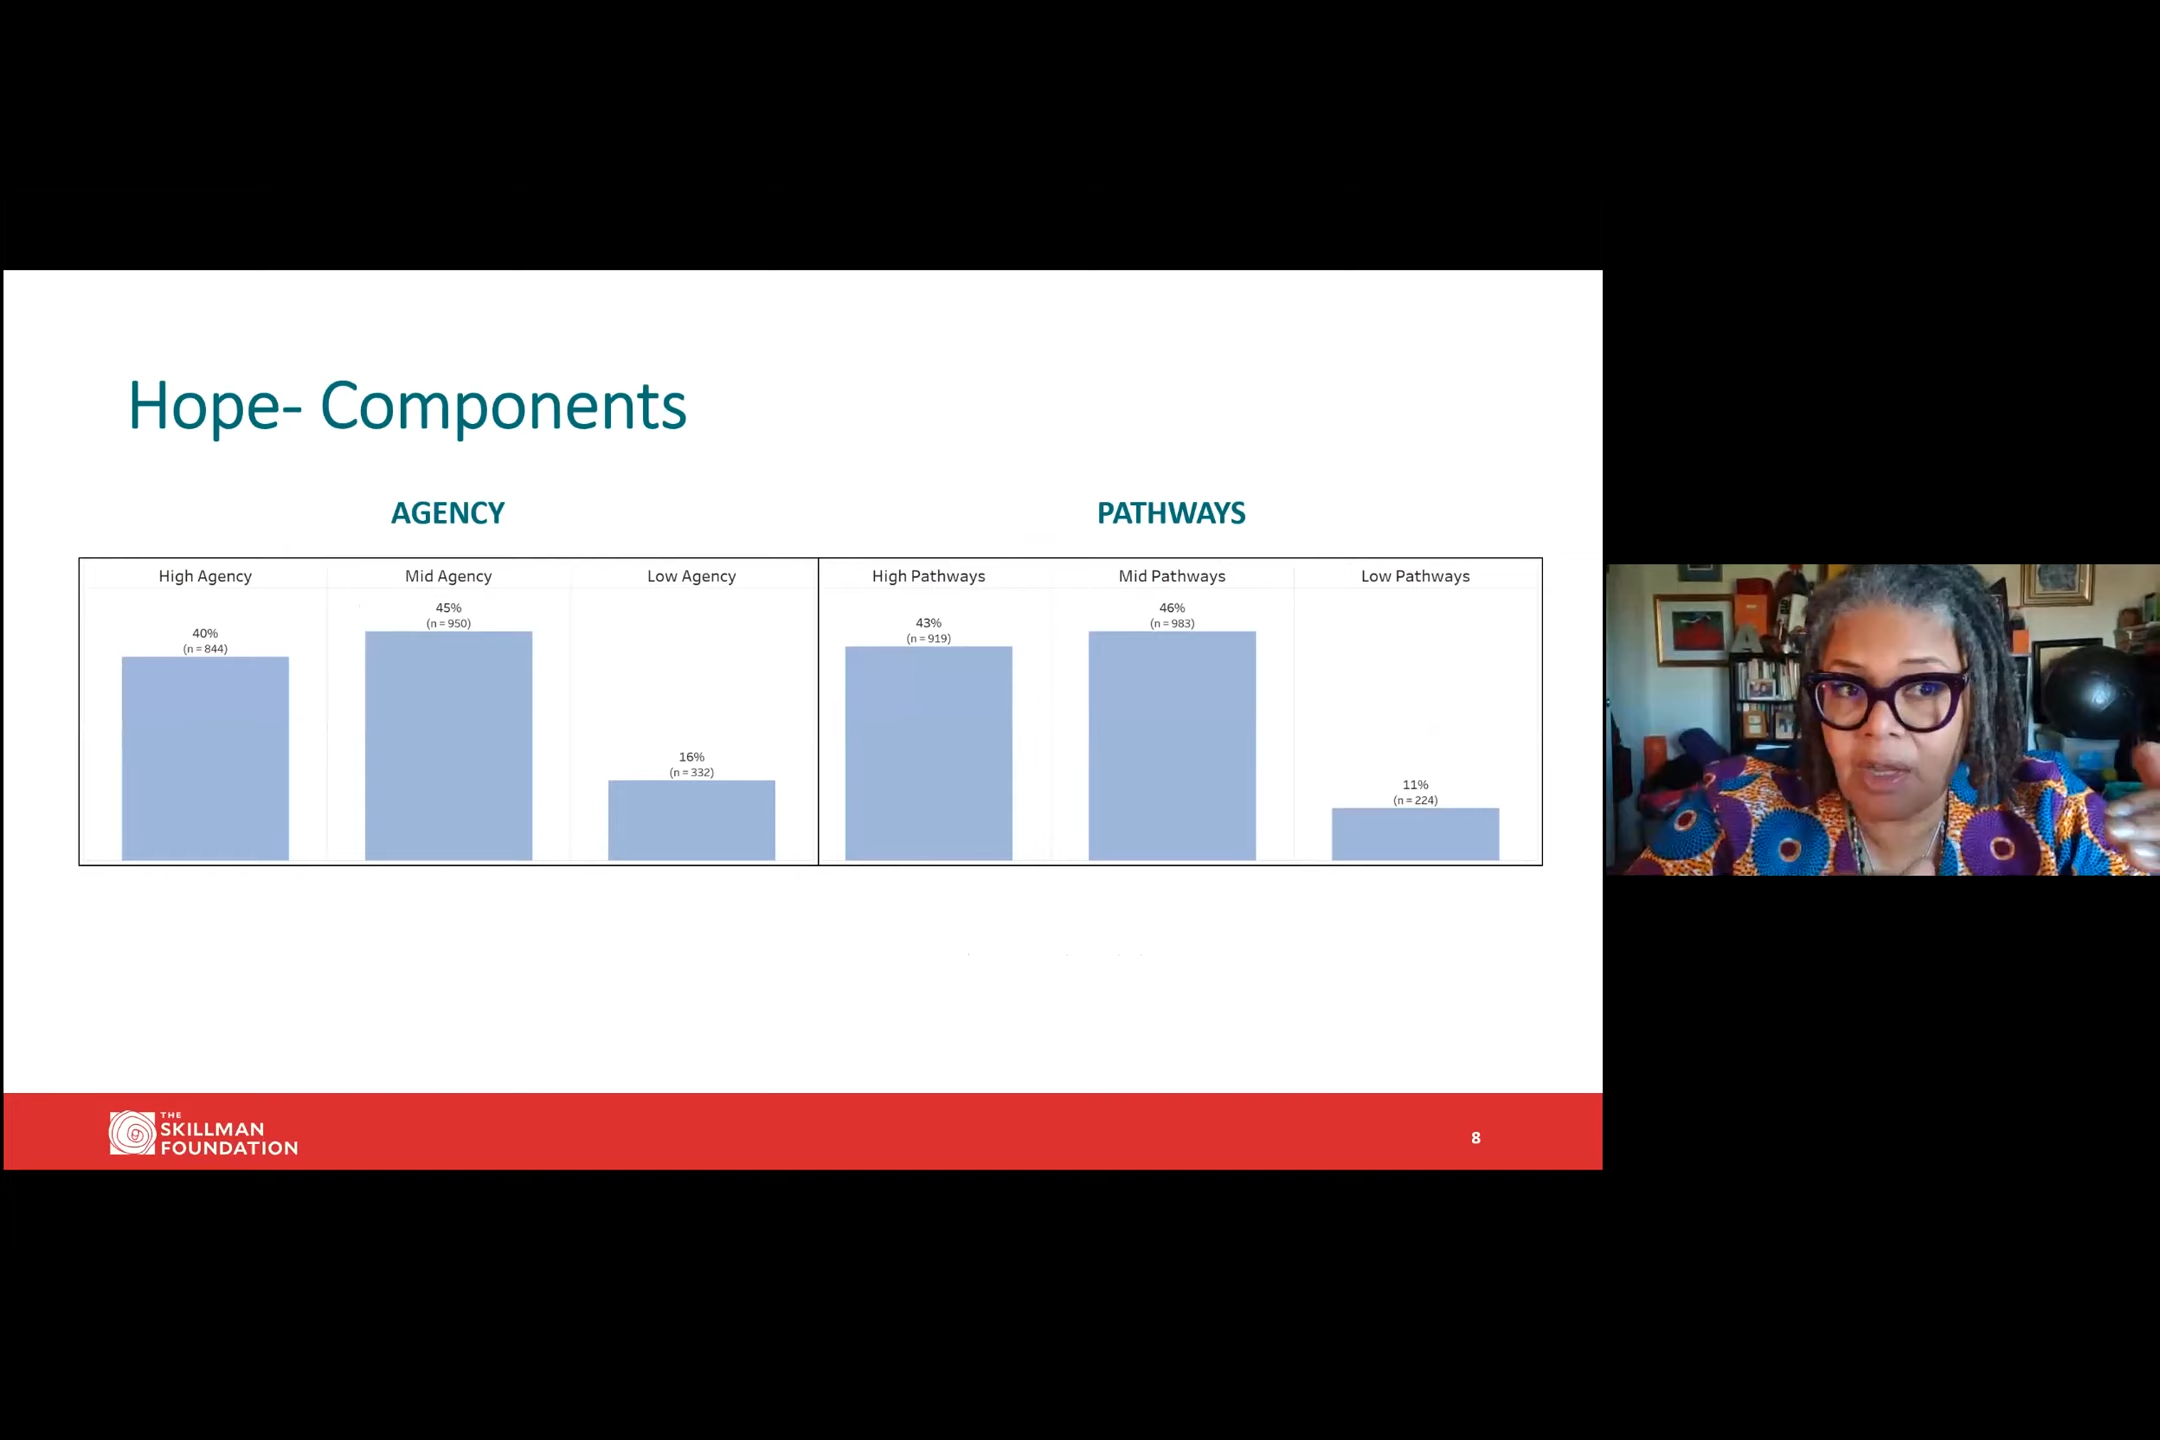 Hope- Components
AGENCY
High Agency
Mid Agency
Low Agency
40%
(n = 844)
45%
(n = 950)
16%
(n = 332)
PATHWAYS
High Pathways
Mid Pathways
Low Pathways
43%
(n = 919)
46%
(n = 983)
11%
(n = 224)
THE
SKILLMAN
FOUNDATION
8